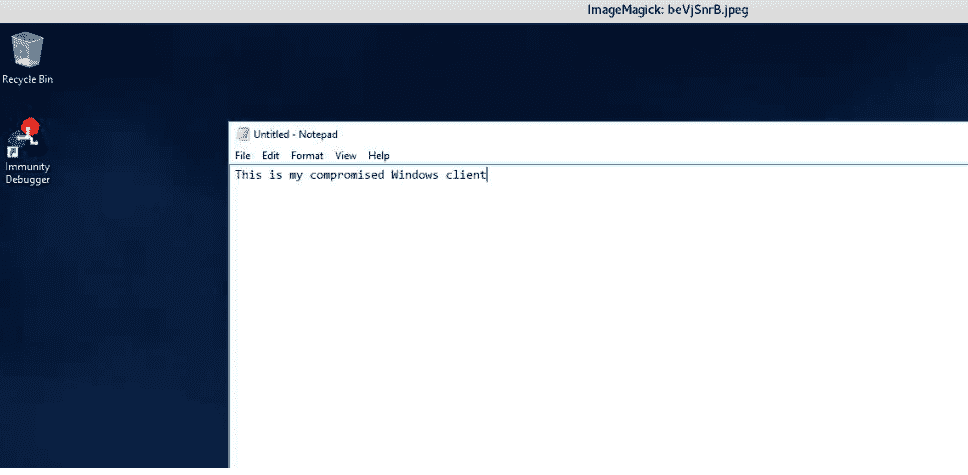 ImageMagick: beVjSnrB.jpeg
Recycle Bin
Immunity
Debugger
Untitled - Notepad
File Edit Format View Help
This is my compromised Windows client